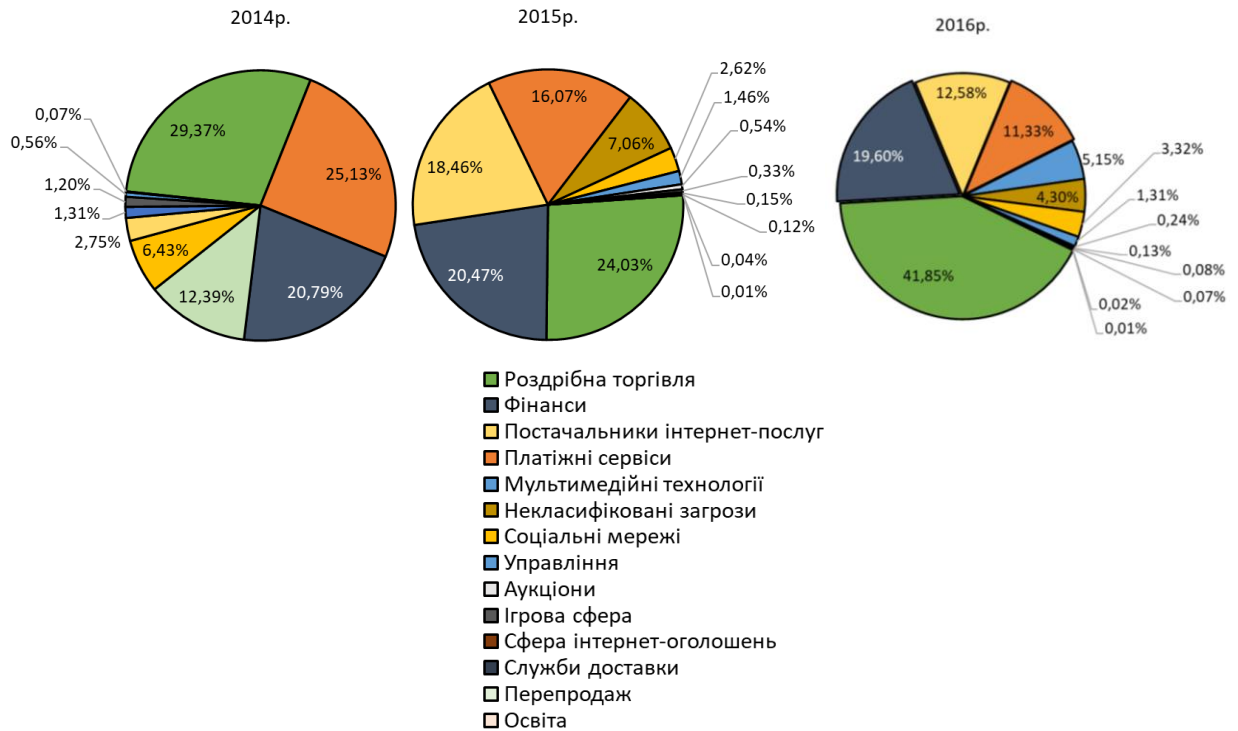 2014р.
0,07%
0,56%
1,20%
1,31%
2,75%
6,43%
12,39%
20,79%
25,13%
29,37%
2015р.
16,07%
7,06%
2,62%
1,46%
0,54%
0,33%
0,15%
0,12%
0,04%
0,01%
24,03%
20,47%
18,46%
2016р.
12,58%
11,33%
5,15%
4,30%
3,32%
1,31%
0,24%
0,13%
0,08%
0,07%
0,02%
0,01%
41,85%
19,60%
Роздрібна торгівля
Фінанси
Постачальники інтернет-послуг
Платіжні сервіси
Мультимедійні технології
Некласифіковані загрози
Соціальні мережі
Управління
Аукціони
Ігрова сфера
Сфера інтернет-оголошень
Служби доставки
Перепродаж
Освіта